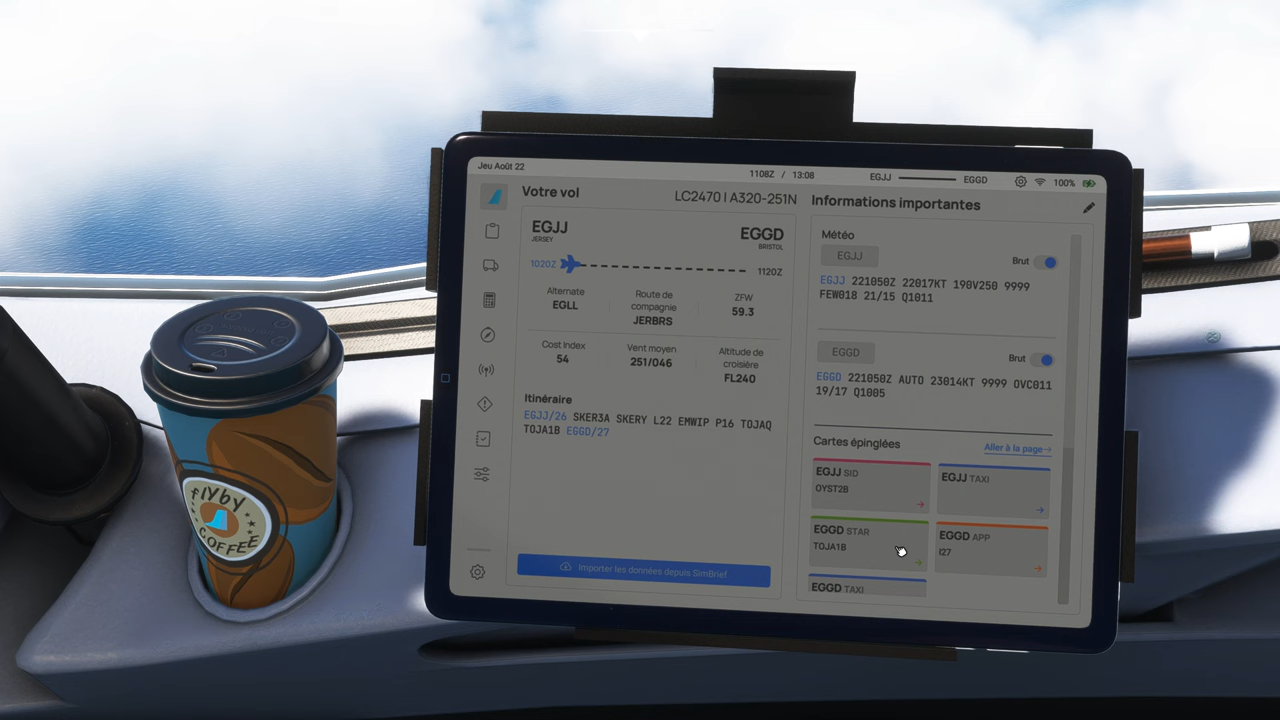 Jeu Août 22
1108Z / 13:08
EGJJ
EGGD
100%
Votre vol
LC2470 | A320-251N
EGJJ
JERSEY
EGGD
BRISTOL
1020Z
1120Z
Alternate
EGLL
Route de
compagnie
JERBRS
ZFW
59.3
Cost Index
54
Vent moyen
251/046
Altitude de
croisière
FL240
Itinéraire
EGJJ/26 SKER3A SKERY L22 EMWIP P16 TOJAQ
TOJA1B EGGD/27
Importer les données depuis SimBrief
Informations importantes
Météo
EGJJ
Brut
EGJJ 221050Z 22017KT 190V250 9999
FEW018 21/15 Q1011
EGGD
Brut
EGGD 221050Z AUTO 23014KT 9999 OVC011
19/17 Q1005
Cartes épinglées
Aller à la page
EGJJ SID
OYST2B
EGJJ TAXI
EGGD STAR
TOJA1B
EGGD APP
I27
EGGD TAXI
flyby
COFFEE